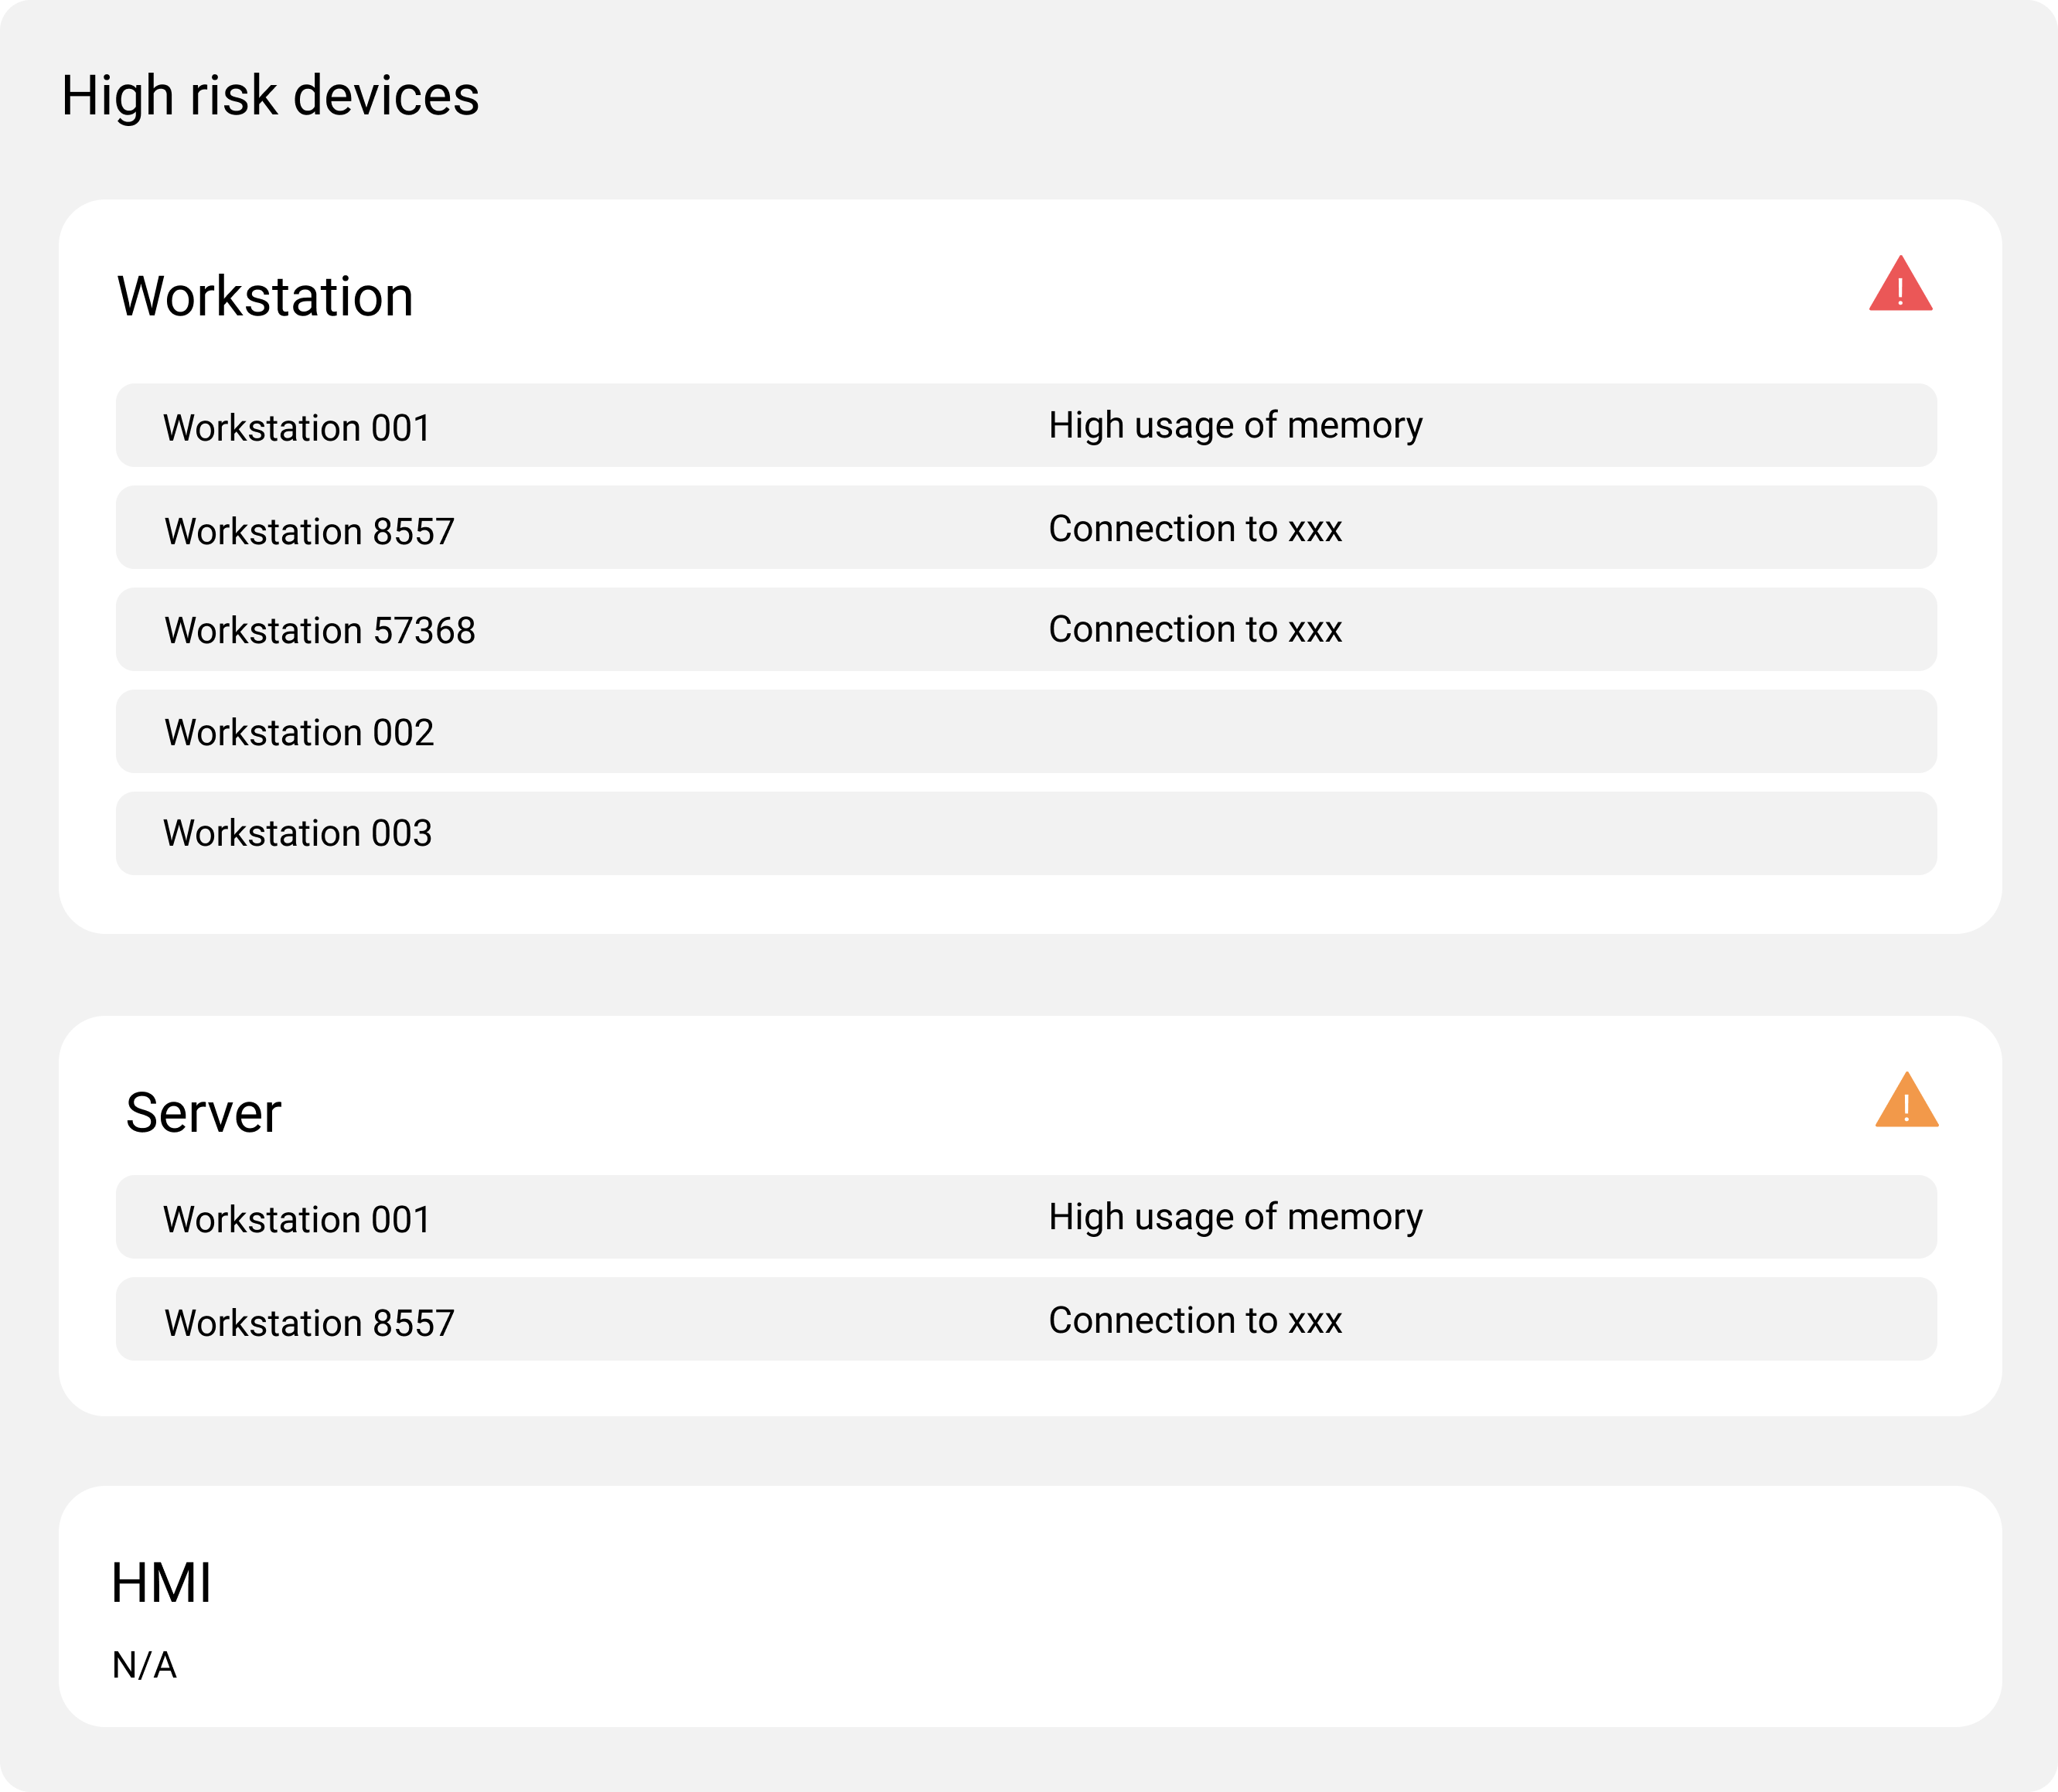 High risk devices
Workstation
Workstation 001 High usage of memory
Workstation 8557 Connection to xxx
Workstation 57368 Connection to xxx
Workstation 002
Workstation 003
Server
Workstation 001 High usage of memory
Workstation 8557 Connection to xxx
HMI
N/A